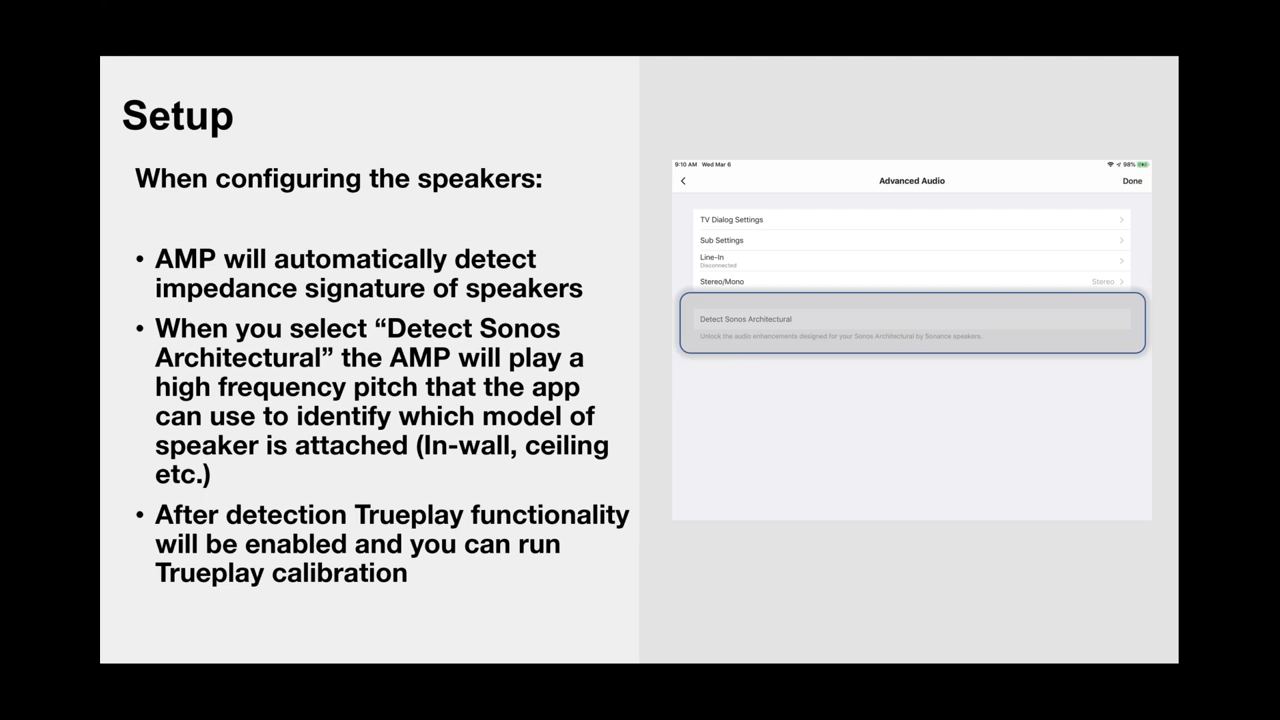 Setup
When configuring the speakers:
• AMP will automatically detect
impedance signature of speakers
• When you select “Detect Sonos
Architectural” the AMP will play a
high frequency pitch that the app
can use to identify which model of
speaker is attached (In-wall, ceiling
etc.)
• After detection Trueplay functionality
will be enabled and you can run
Trueplay calibration
9:10 AM Wed Mar 6
98%
Advanced Audio
Done
TV Dialog Settings
Sub Settings
Line-In
Disconnected
Stereo/Mono
Stereo
Detect Sonos Architectural
Unlock the audio enhancements designed for your Sonos Architectural by Sonance speakers.